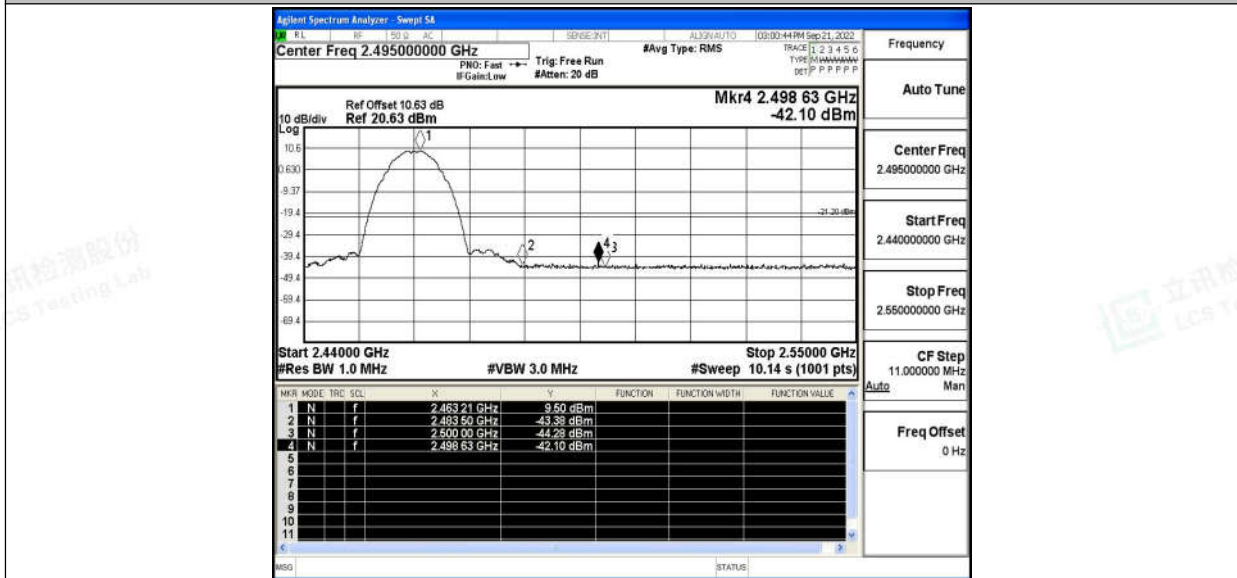 Agilent Spectrum Analyzer - Swept SA
RL RF 50 Ω AC SENSE:INT ALIGN AUTO 03:00:44 PM Sep 21, 2022
Center Freq 2.495000000 GHz
#Avg Type: RMS
TRACE 1 2 3 4 5 6
TYPE
DET P P P P P P
PNO: Fast
IFGain:Low
Trig: Free Run
#Atten: 20 dB
Mkr4 2.498 63 GHz
-42.10 dBm
Ref Offset 10.63 dB
10 dB/div Ref 20.63 dBm
Log
10.6
0.630
-9.37
-19.4
-29.4
-39.4
-49.4
-59.4
-69.4
1
2
4
3
-21.20 dBm
Start 2.44000 GHz Stop 2.55000 GHz
#Res BW 1.0 MHz #VBW 3.0 MHz #Sweep 10.14 s (1001 pts)
MKR MODE TRC SCL X Y FUNCTION FUNCTION WIDTH FUNCTION VALUE
1 N f 2.463 21 GHz 9.50 dBm
2 N f 2.483 50 GHz -43.38 dBm
3 N f 2.500 00 GHz -44.28 dBm
4 N f 2.498 63 GHz -42.10 dBm
5
6
7
8
9
10
11
MSG STATUS
Frequency
Auto Tune
Center Freq
2.495000000 GHz
Start Freq
2.440000000 GHz
Stop Freq
2.550000000 GHz
CF Step
11.000000 MHz
Auto Man
Freq Offset
0 Hz
讯检测股份
CS Testing Lab
立讯检
LCS Te